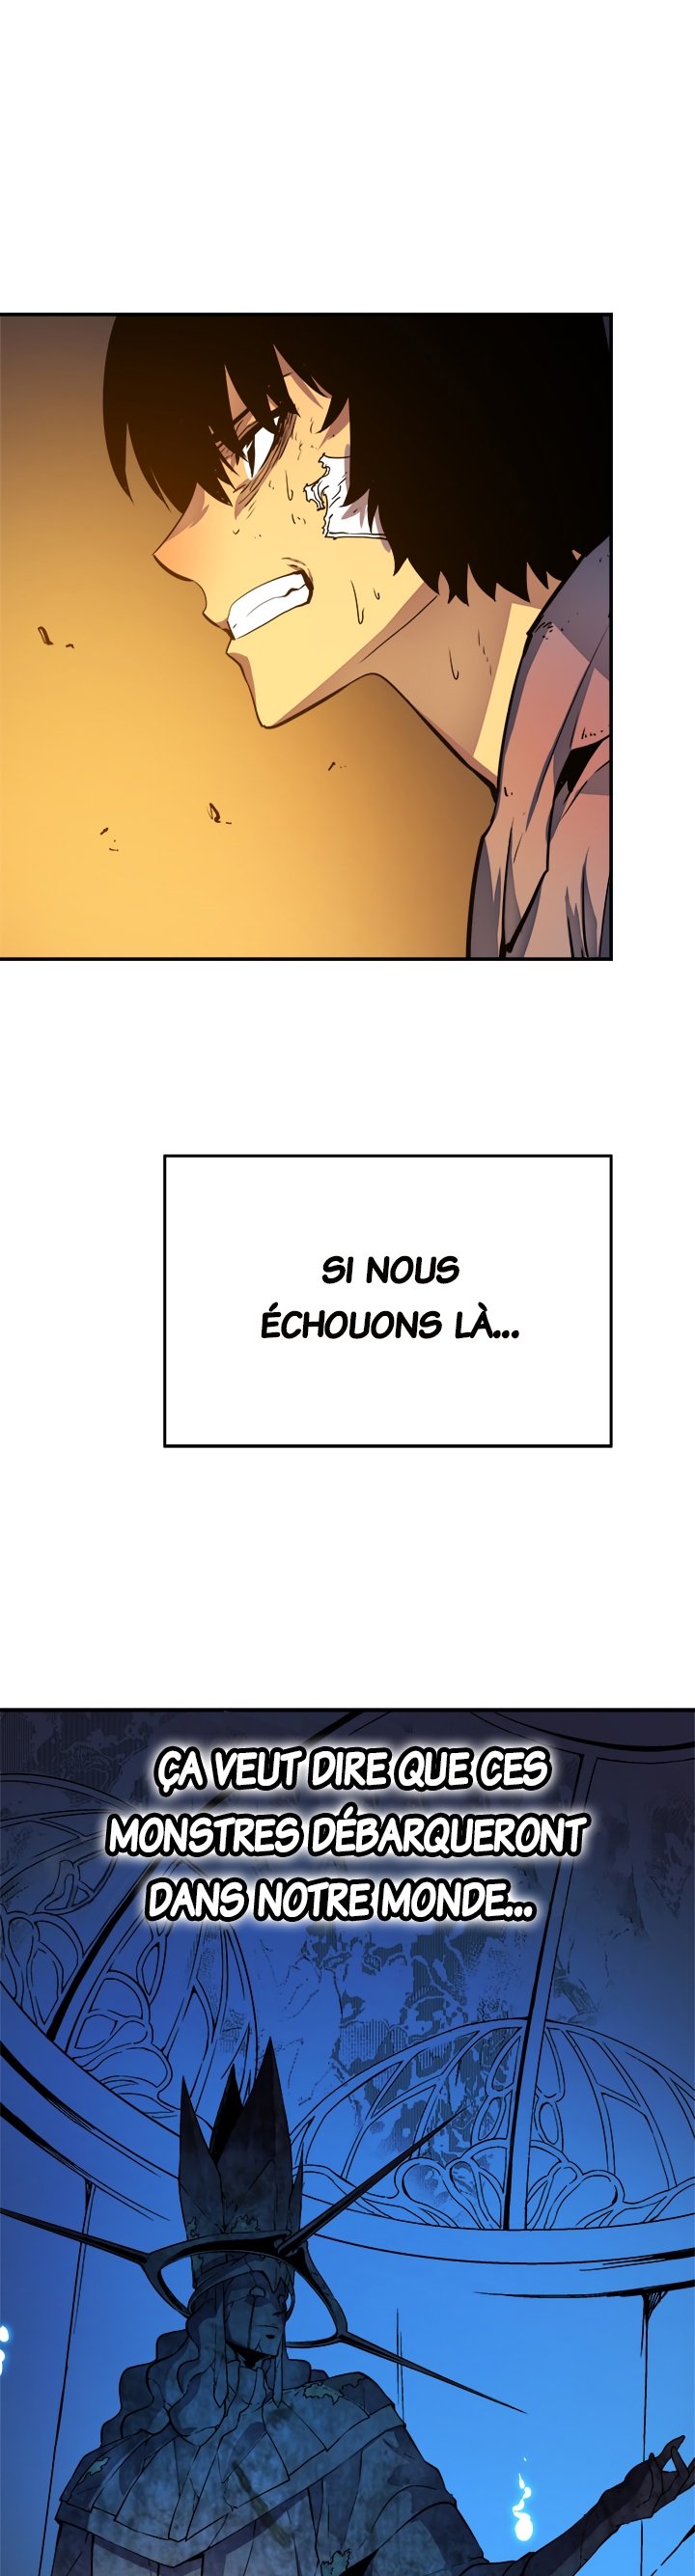 SI NOUS
ÉCHOUONS LÀ...
ÇA VEUT DIRE QUE CES
MONSTRES DÉBARQUERONT
DANS NOTRE MONDE...